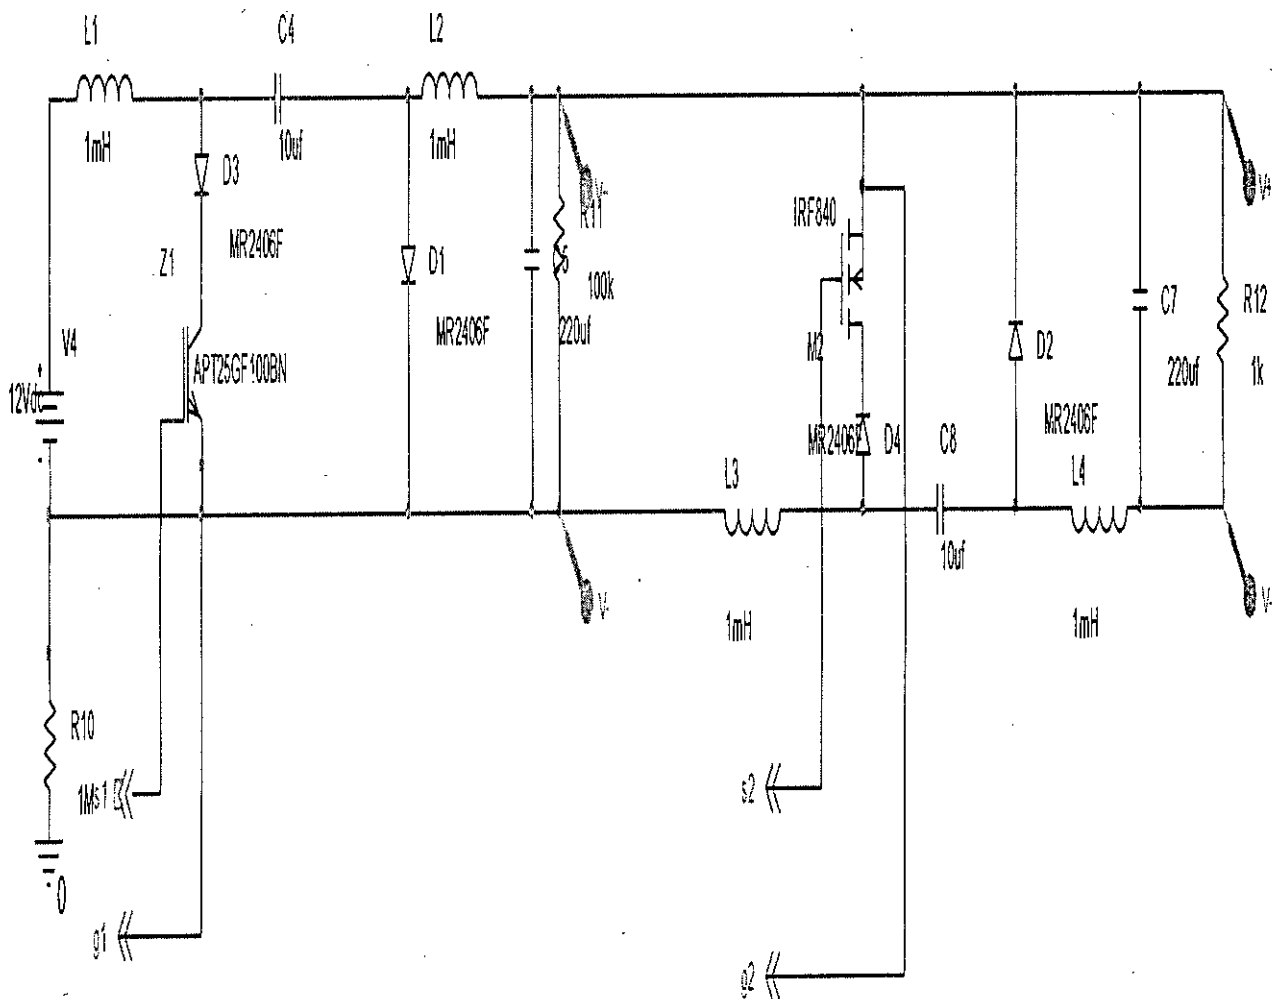 L1
C4
L2
1mH
10uf
1mH
D3
MR2406F
Z1
D1
MR2406F
V+
R11
5
100k
220uf
IRF840
V+
C7
R12
V4
12Vdc
APT25GF100BN
M2
D2
220uf
1k
MR2406F
D4
C8
MR2406F
L3
L4
10uf
V-
V-
1mH
1mH
R10
1M
s1
s2
0
g1
g2